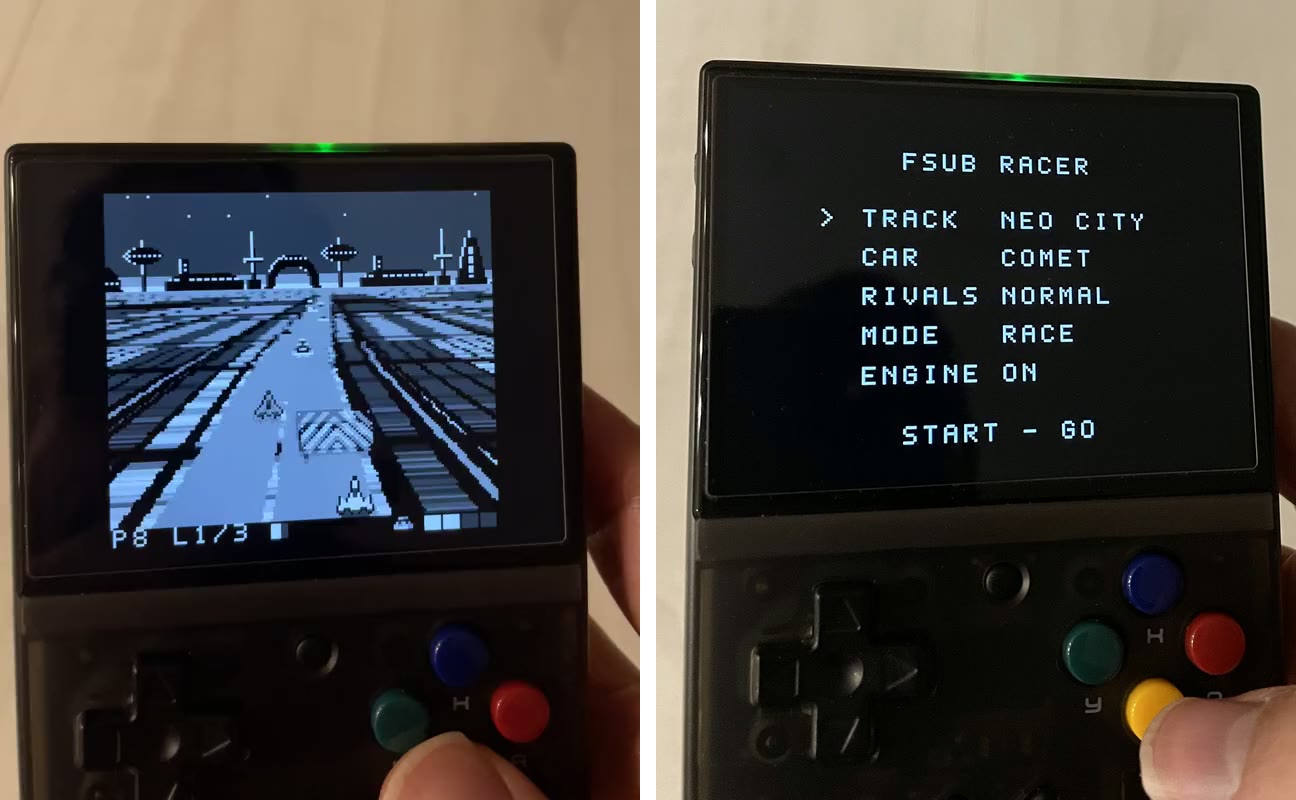 P8 L1/3
H
FSUB RACER
> TRACK NEO CITY
CAR COMET
RIVALS NORMAL
MODE RACE
ENGINE ON
START - GO
H
y